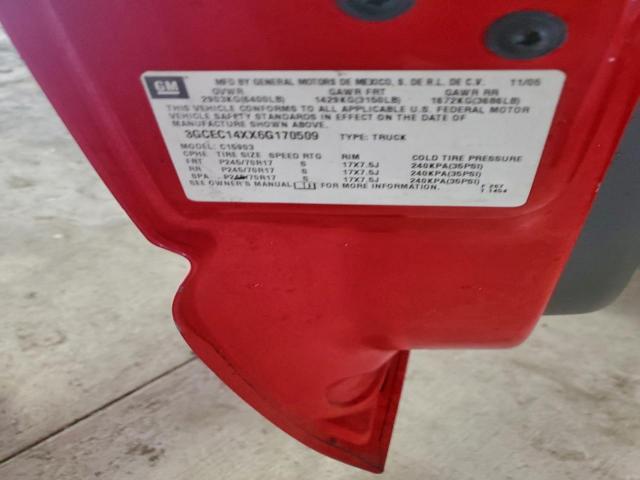 GM
MFD BY GENERAL MOTORS DE MEXICO, S. DE R.L. DE C.V. 11/05
GVWR GAWR FRT GAWR RR
2903KG(6400LB) 1429KG(3150LB) 1672KG(3686LB)
THIS VEHICLE CONFORMS TO ALL APPLICABLE U.S. FEDERAL MOTOR
VEHICLE SAFETY STANDARDS IN EFFECT ON THE DATE OF
MANUFACTURE SHOWN ABOVE.
3GCEC14XX6G170509 TYPE: TRUCK
MODEL: C15903
CPHE TIRE SIZE SPEED RTG RIM COLD TIRE PRESSURE
FRT P245/70R17 S 17X7.5J 240KPA(35PSI)
RR P245/70R17 S 17X7.5J 240KPA(35PSI)
SPA P245/70R17 S 17X7.5J 240KPA(35PSI)
SEE OWNER'S MANUAL FOR MORE INFORMATION. F 267
T 1454